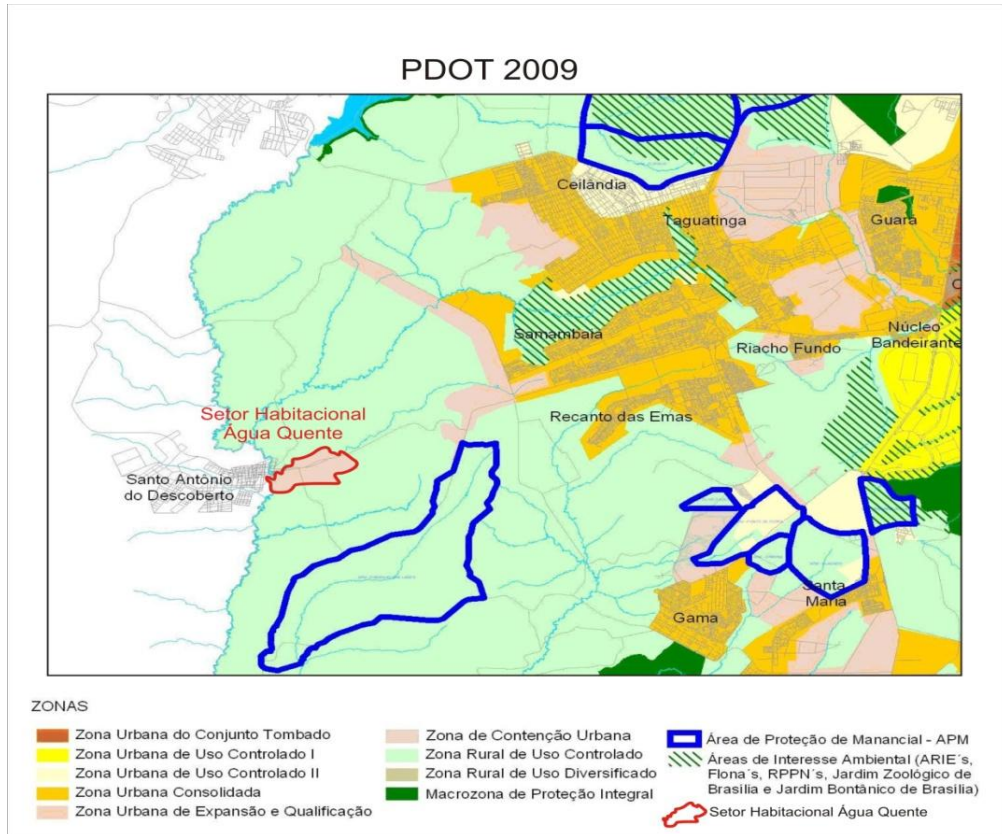 PDOT 2009
Ceilândia
Taguatinga
Guará
Samambaia
Núcleo
Bandeirante
Riacho Fundo
Setor Habitacional
Água Quente
Recanto das Emas
Santo Antônio
do Descoberto
Santa
Maria
Gama
ZONAS
Zona Urbana do Conjunto Tombado
Zona Urbana de Uso Controlado I
Zona Urbana de Uso Controlado II
Zona Urbana Consolidada
Zona Urbana de Expansão e Qualificação
Zona de Contenção Urbana
Zona Rural de Uso Controlado
Zona Rural de Uso Diversificado
Macrozona de Proteção Integral
Área de Proteção de Manancial - APM
Áreas de Interesse Ambiental (ARIE´s,
Flona´s, RPPN´s, Jardim Zoológico de
Brasilia e Jardim Bontânico de Brasília)
Setor Habitacional Água Quente